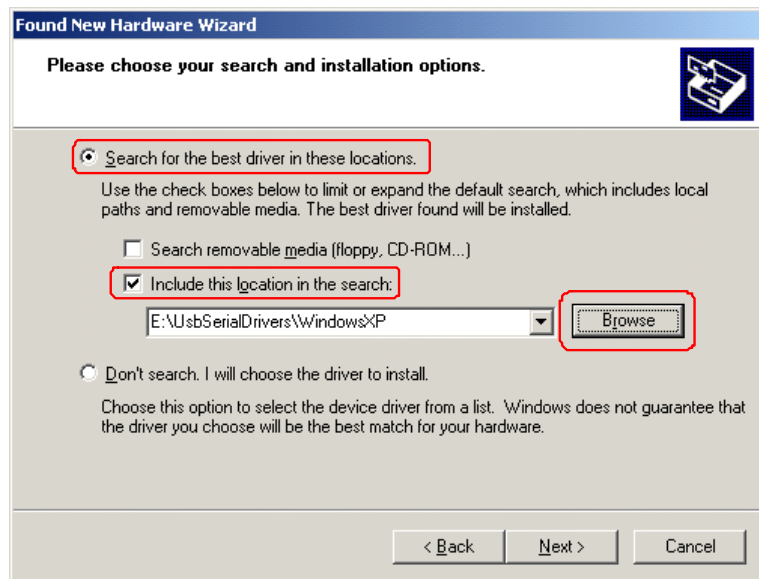 Found New Hardware Wizard
Please choose your search and installation options.
Search for the best driver in these locations.
Use the check boxes below to limit or expand the default search, which includes local
paths and removable media. The best driver found will be installed.
Search removable media (floppy, CD-ROM...)
Include this location in the search:
E:\UsbSerialDrivers\WindowsXP
Browse
Don't search. I will choose the driver to install.
Choose this option to select the device driver from a list. Windows does not guarantee that
the driver you choose will be the best match for your hardware.
< Back
Next >
Cancel